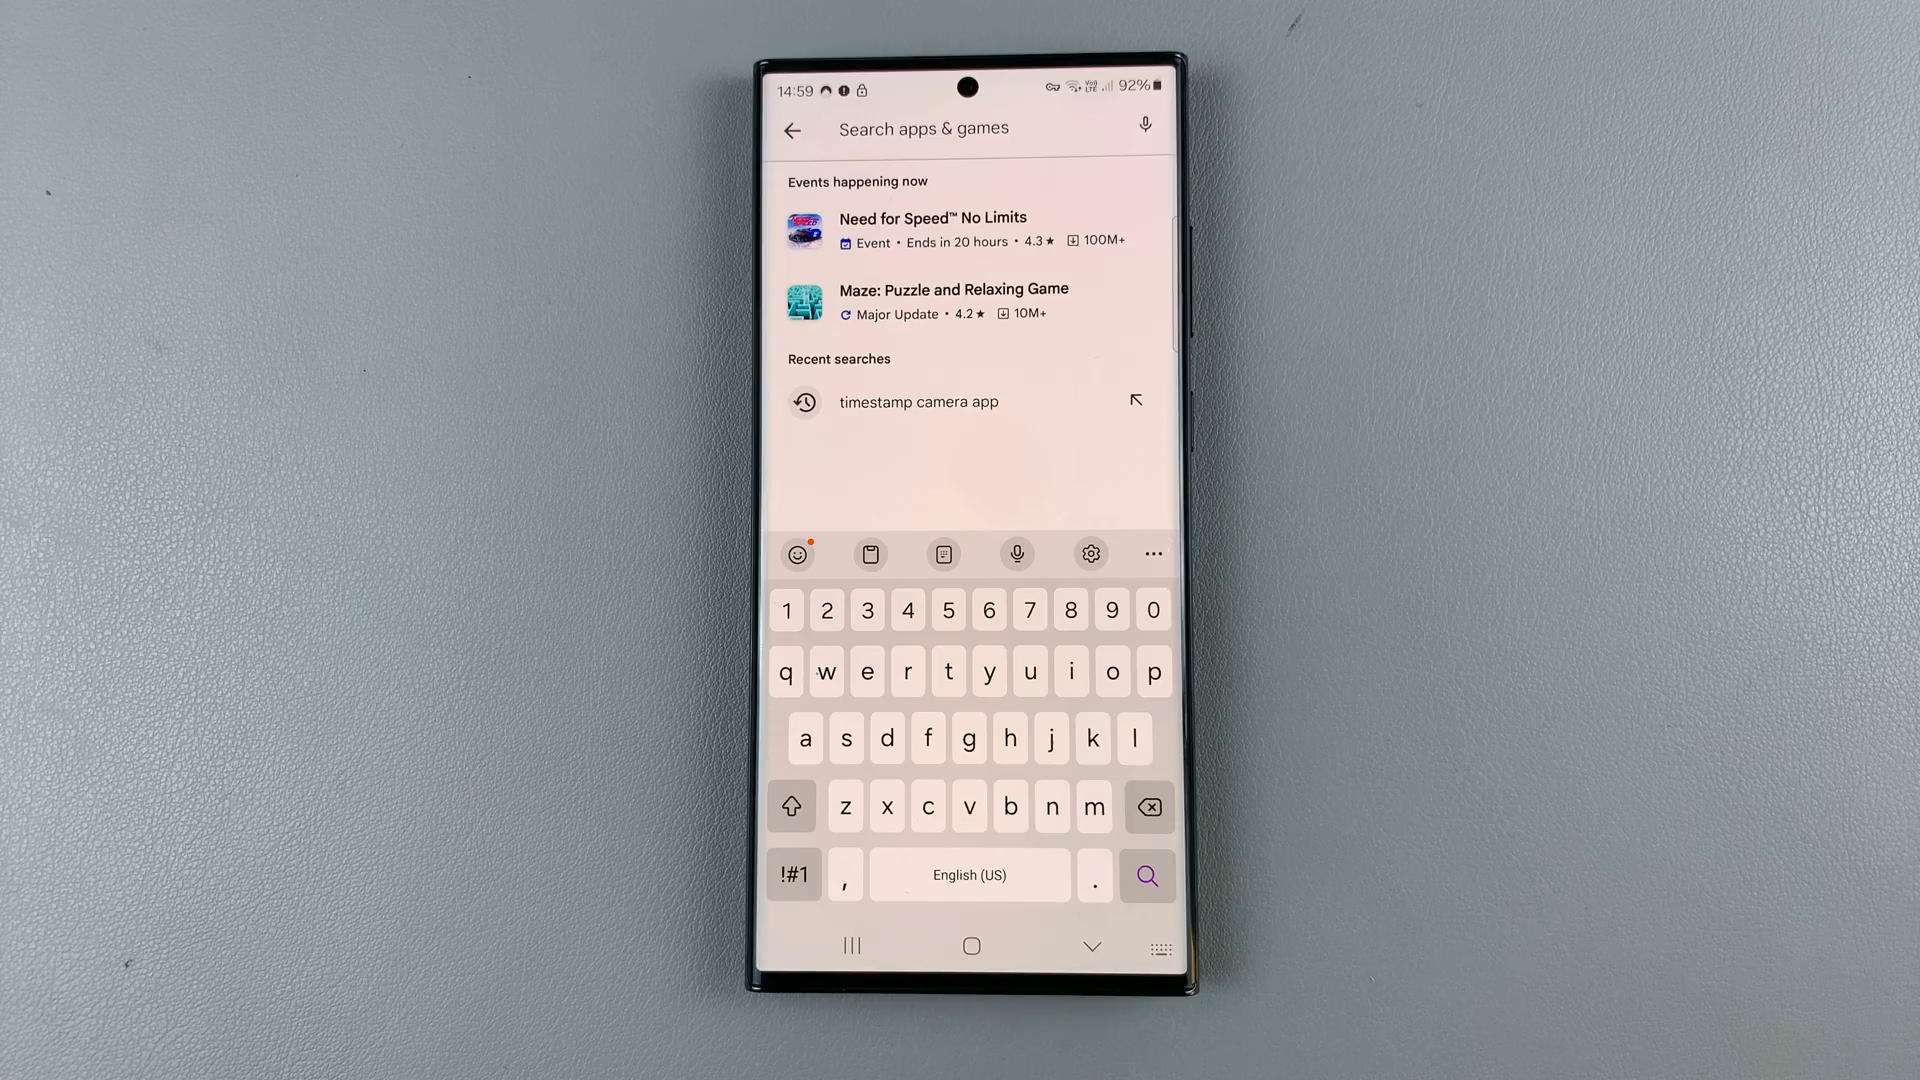 14:59 Vo)) LTE 92%
Search apps & games
Events happening now
Need for Speed™ No Limits
Event • Ends in 20 hours • 4.3★ 100M+
Maze: Puzzle and Relaxing Game
Major Update • 4.2★ 10M+
Recent searches
timestamp camera app
1 2 3 4 5 6 7 8 9 0
q w e r t y u i o p
a s d f g h j k l
z x c v b n m
!#1 , English (US) .